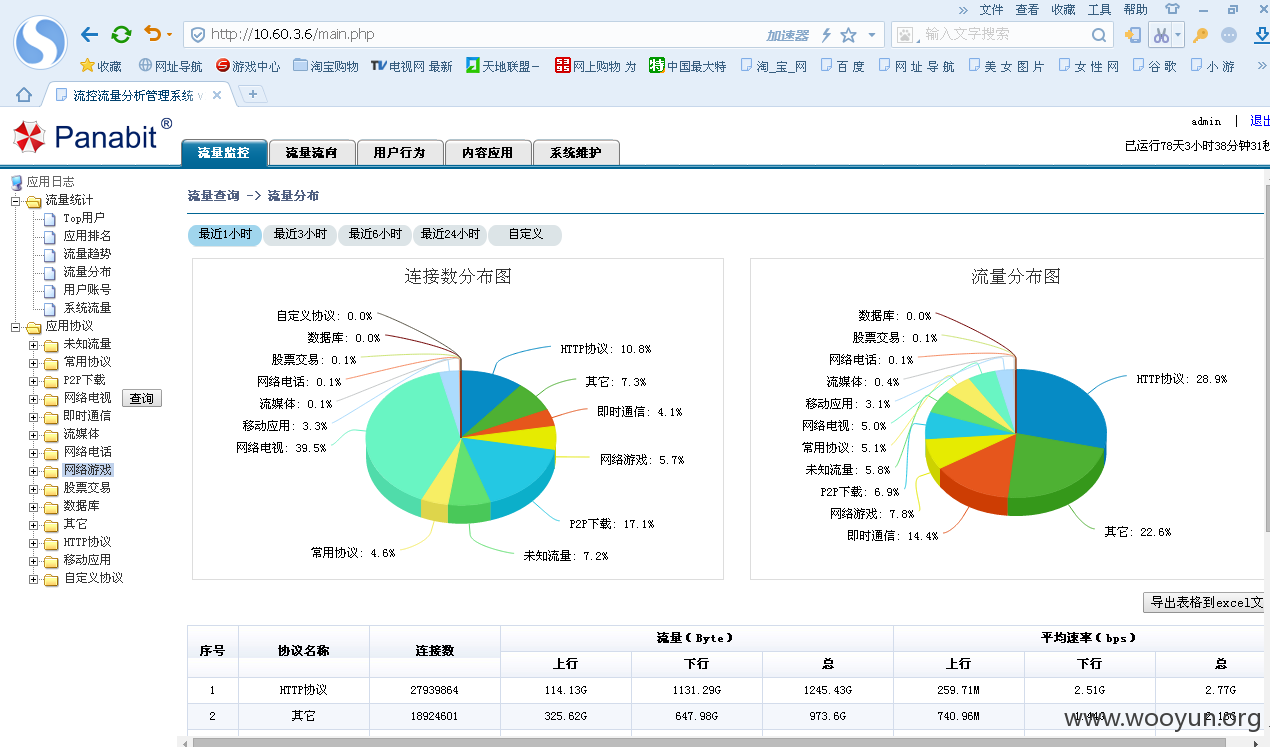 » 文件 查看 收藏 工具 帮助
http://10.60.3.6/main.php 加速器 输入文字搜索
收藏 网址导航 游戏中心 淘宝购物 TV 电视网 最新 天地联盟- 网上购物 为 中国最大特 淘_宝_网 百 度 网 址 导 航 美 女 图 片 女 性 网 谷 歌 小 游 »
流控流量分析管理系统 v
Panabit®
admin | 退出
已运行78天3小时38分钟31秒
流量监控 流量流向 用户行为 内容应用 系统维护
应用日志
流量统计
Top用户
应用排名
流量趋势
流量分布
用户账号
系统流量
应用协议
未知流量
常用协议
P2P下载
网络电视
即时通信
流媒体
网络电话
网络游戏
股票交易
数据库
其它
HTTP协议
移动应用
自定义协议
查询
流量查询 -> 流量分布
最近1小时 最近3小时 最近6小时 最近24小时 自定义
连接数分布图
自定义协议: 0.0%
数据库: 0.0%
股票交易: 0.1%
网络电话: 0.1%
流媒体: 0.1%
移动应用: 3.3%
网络电视: 39.5%
常用协议: 4.6%
HTTP协议: 10.8%
其它: 7.3%
即时通信: 4.1%
网络游戏: 5.7%
P2P下载: 17.1%
未知流量: 7.2%
流量分布图
数据库: 0.0%
股票交易: 0.1%
网络电话: 0.1%
流媒体: 0.4%
移动应用: 3.1%
网络电视: 5.0%
常用协议: 5.1%
未知流量: 5.8%
P2P下载: 6.9%
网络游戏: 7.8%
即时通信: 14.4%
HTTP协议: 28.9%
其它: 22.6%
导出表格到excel文
序号 协议名称 连接数 流量(Byte) 平均速率(bps)
上行 下行 总 上行 下行 总
1 HTTP协议 27939864 114.13G 1131.29G 1245.43G 259.71M 2.51G 2.77G
2 其它 18924601 325.62G 647.98G 973.6G 740.96M
www.wooyun.org